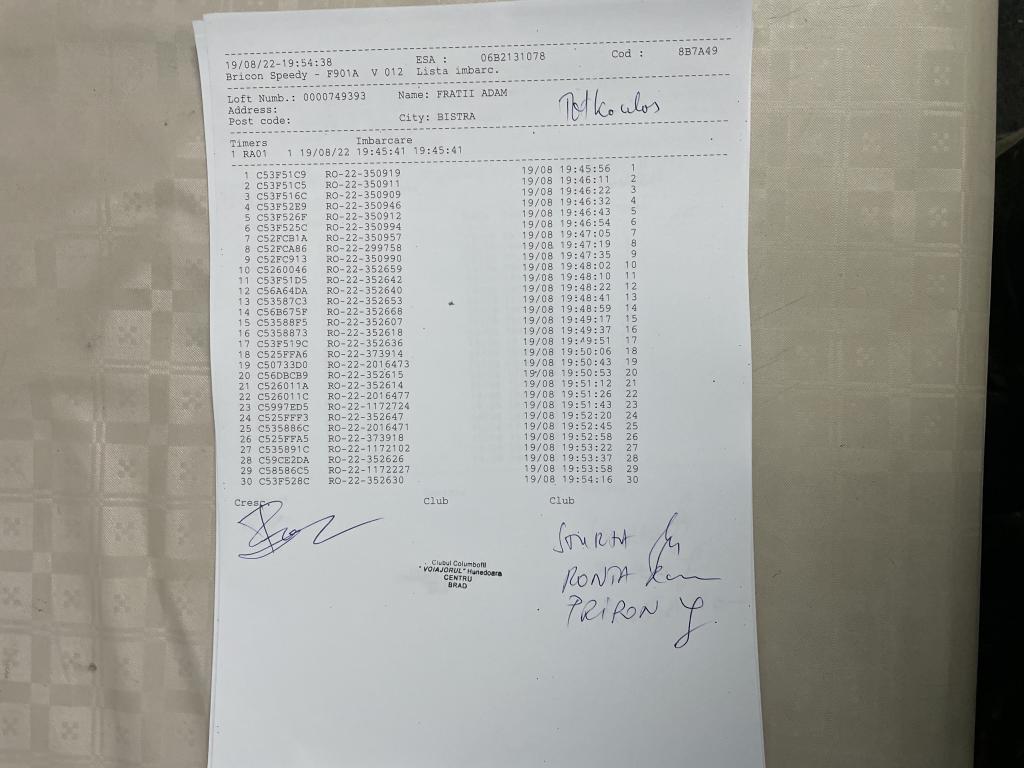 19/08/22-19:54:38 ESA : 06B2131078 Cod : 8B7A49
Bricon Speedy - F901A V 012 Lista imbarc.
Loft Numb.: 0000749393 Name: FRATII ADAM
Address:
Post code: City: BISTRA
Timers Imbarcare
1 RA01 1 19/08/22 19:45:41 19:45:41
1 C53F51C9 RO-22-350919 19/08 19:45:56 1
2 C53F51C5 RO-22-350911 19/08 19:46:11 2
3 C53F516C RO-22-350909 19/08 19:46:22 3
4 C53F52E9 RO-22-350946 19/08 19:46:32 4
5 C53F526F RO-22-350912 19/08 19:46:43 5
6 C53F525C RO-22-350994 19/08 19:46:54 6
7 C52FCB1A RO-22-350957 19/08 19:47:05 7
8 C52FCA86 RO-22-299758 19/08 19:47:19 8
9 C52FC913 RO-22-350990 19/08 19:47:35 9
10 C5260046 RO-22-352659 19/08 19:48:02 10
11 C53F51D5 RO-22-352642 19/08 19:48:10 11
12 C56A64DA RO-22-352640 19/08 19:48:22 12
13 C53587C3 RO-22-352653 19/08 19:48:41 13
14 C56B675F RO-22-352668 19/08 19:48:59 14
15 C53588F5 RO-22-352607 19/08 19:49:17 15
16 C5358873 RO-22-352618 19/08 19:49:37 16
17 C53F519C RO-22-352636 19/08 19:49:51 17
18 C525FFA6 RO-22-373914 19/08 19:50:06 18
19 C50733D0 RO-22-2016473 19/08 19:50:43 19
20 C56DBCB9 RO-22-352615 19/08 19:50:53 20
21 C526011A RO-22-352614 19/08 19:51:12 21
22 C526011C RO-22-2016477 19/08 19:51:26 22
23 C5997ED5 RO-22-1172724 19/08 19:51:43 23
24 C525FFF3 RO-22-352647 19/08 19:52:20 24
25 C535886C RO-22-2016471 19/08 19:52:45 25
26 C525FFA5 RO-22-373918 19/08 19:52:58 26
27 C535891C RO-22-1172102 19/08 19:53:22 27
28 C59CE2DA RO-22-352626 19/08 19:53:37 28
29 C58586C5 RO-22-1172227 19/08 19:53:58 29
30 C53F528C RO-22-352630 19/08 19:54:16 30
Club Club
Clubul Columbofil
"VOIAJORUL" Hunedoara
CENTRU
BRAD
RONTA